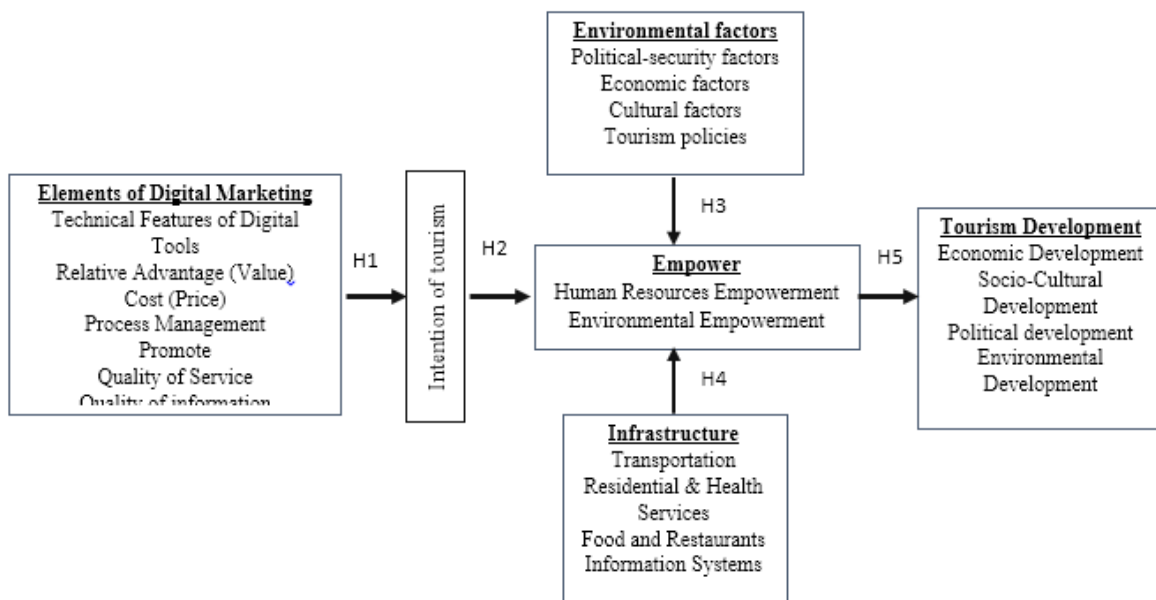 Environmental factors
Political-security factors
Economic factors
Cultural factors
Tourism policies
Elements of Digital Marketing
Technical Features of Digital
Tools
Relative Advantage (Value)
Cost (Price)
Process Management
Promote
Quality of Service
Quality of information
H1
Intention of tourism
H2
H3
Empower
Human Resources Empowerment
Environmental Empowerment
H4
Infrastructure
Transportation
Residential & Health
Services
Food and Restaurants
Information Systems
H5
Tourism Development
Economic Development
Socio-Cultural
Development
Political development
Environmental
Development